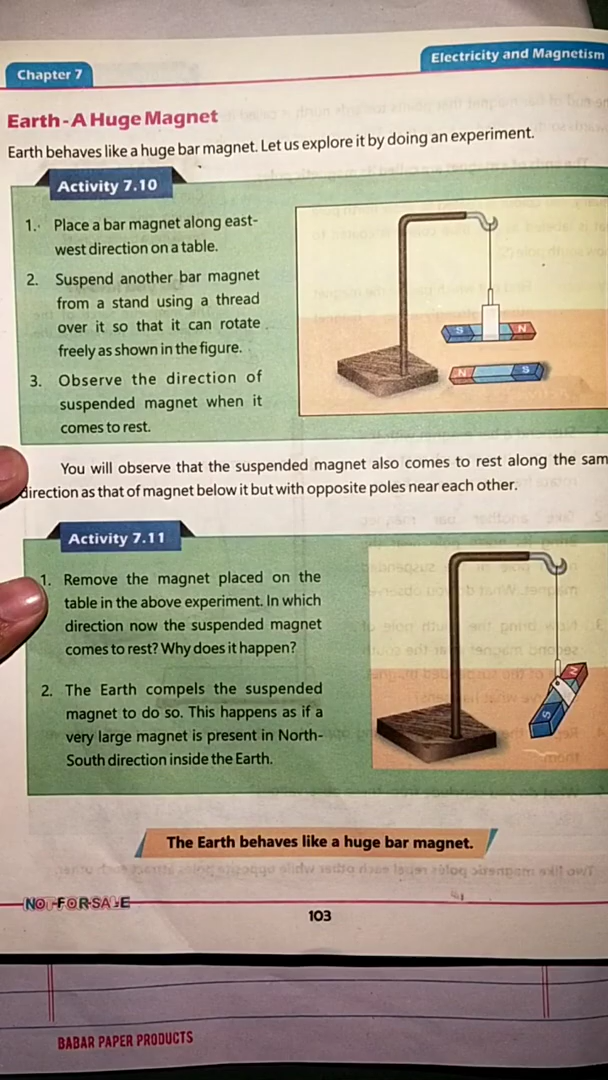 Chapter 7
Electricity and Magnetism
Earth-A Huge Magnet
Earth behaves like a huge bar magnet. Let us explore it by doing an experiment.
Activity 7.10
1. Place a bar magnet along east-
west direction on a table.
2. Suspend another bar magnet
from a stand using a thread
over it so that it can rotate
freely as shown in the figure.
3. Observe the direction of
suspended magnet when it
comes to rest.
S N
N S
You will observe that the suspended magnet also comes to rest along the sam
direction as that of magnet below it but with opposite poles near each other.
Activity 7.11
1. Remove the magnet placed on the
table in the above experiment. In which
direction now the suspended magnet
comes to rest? Why does it happen?
2. The Earth compels the suspended
magnet to do so. This happens as if a
very large magnet is present in North-
South direction inside the Earth.
N
S
The Earth behaves like a huge bar magnet.
NOT FOR SALE
103
BABAR PAPER PRODUCTS